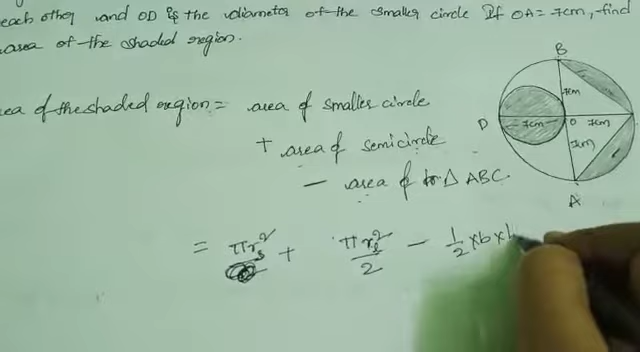 each other and OD is the diameter of the smaller circle If OA = 7cm, find
area of the shaded region.
ea of the shaded region = area of smaller circle
+ area of semicircle
- area of Δ ABC.
= πr²s + πr²s/2 - 1/2 × b × h
B
7cm
D 7cm O 7cm
7cm
A